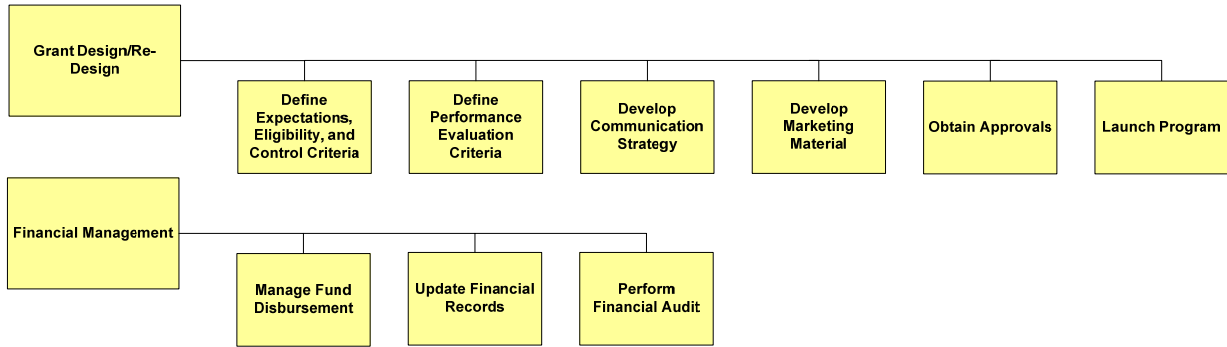 Grant Design/Re-
Design
Define
Expectations,
Eligibility, and
Control Criteria
Define
Performance
Evaluation
Criteria
Develop
Communication
Strategy
Develop
Marketing
Material
Obtain Approvals
Launch Program
Financial Management
Manage Fund
Disbursement
Update Financial
Records
Perform
Financial Audit